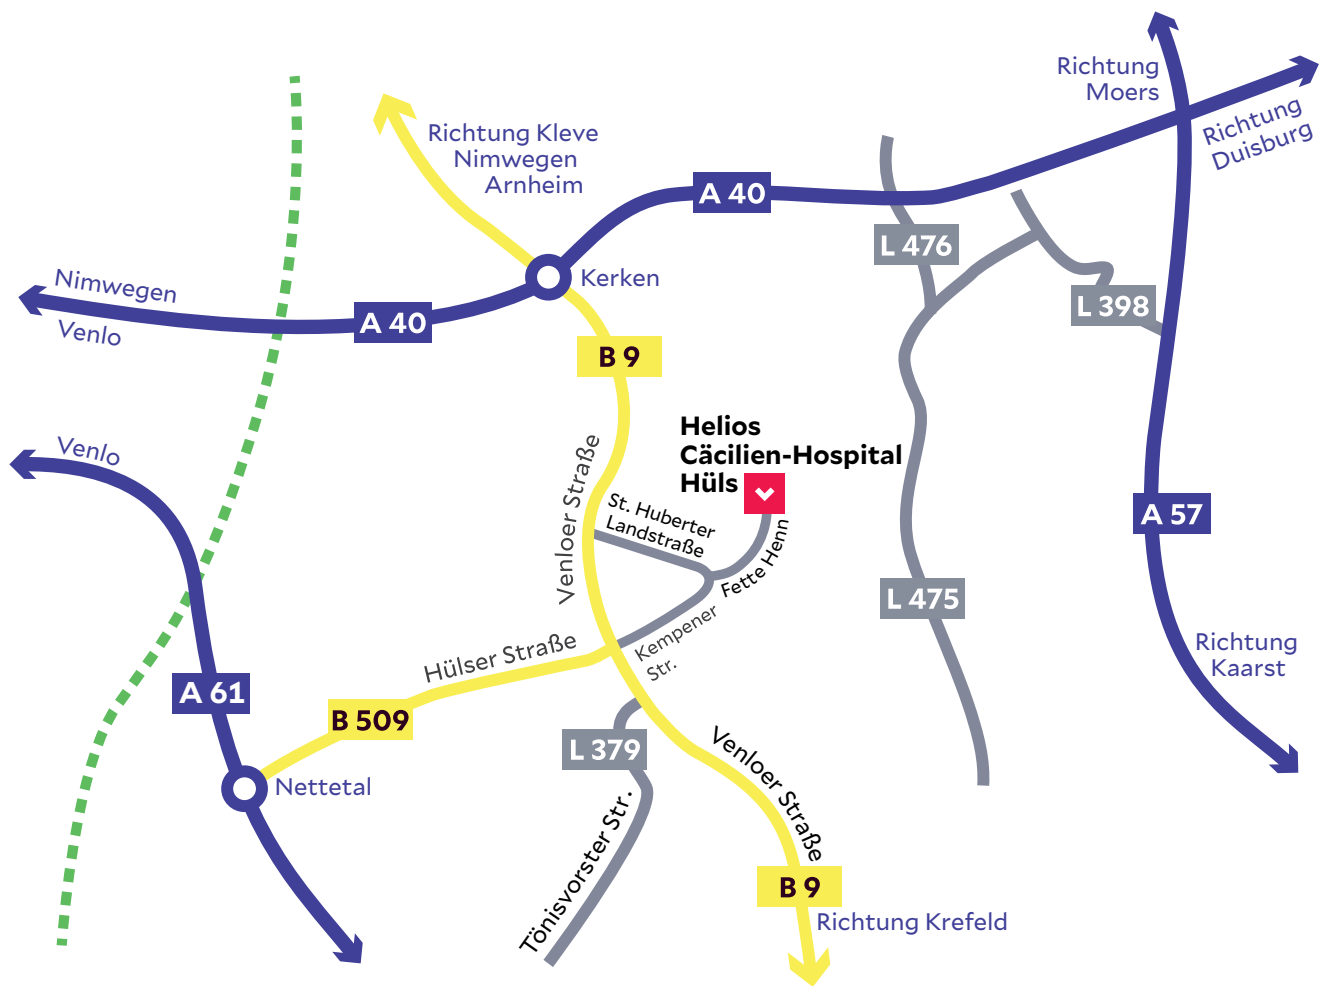 Richtung
Moers
Richtung
Duisburg
Richtung Kleve
Nimwegen
Arnheim
A 40
L 476
Kerken
Nimwegen
Venlo
A 40
L 398
B 9
Helios
Cäcilien-Hospital
Hüls
Venlo
Venloer Straße
St. Huberter
Landstraße
Fette Henn
A 57
L 475
Kempener
Str.
Hülser Straße
Richtung
Kaarst
A 61
B 509
L 379
Nettetal
Venloer Straße
Tönisvorster Str.
B 9
Richtung Krefeld